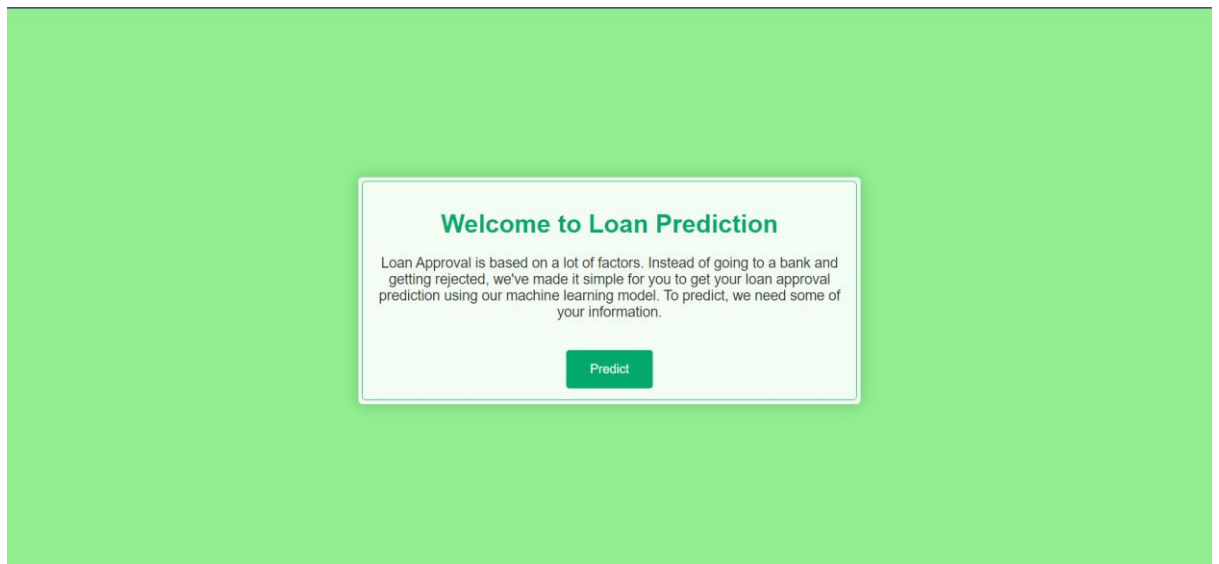 Welcome to Loan Prediction
Loan Approval is based on a lot of factors. Instead of going to a bank and
getting rejected, we've made it simple for you to get your loan approval
prediction using our machine learning model. To predict, we need some of
your information.
Predict